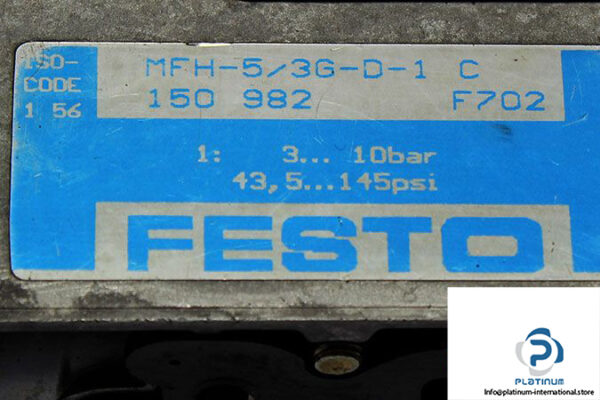 ISO-
CODE
1 56
MFH-5/3G-D-1 C
150 982 F702
1: 3... 10bar
43,5...145psi
FESTO
PLATINUM
Info@platinum-international.store